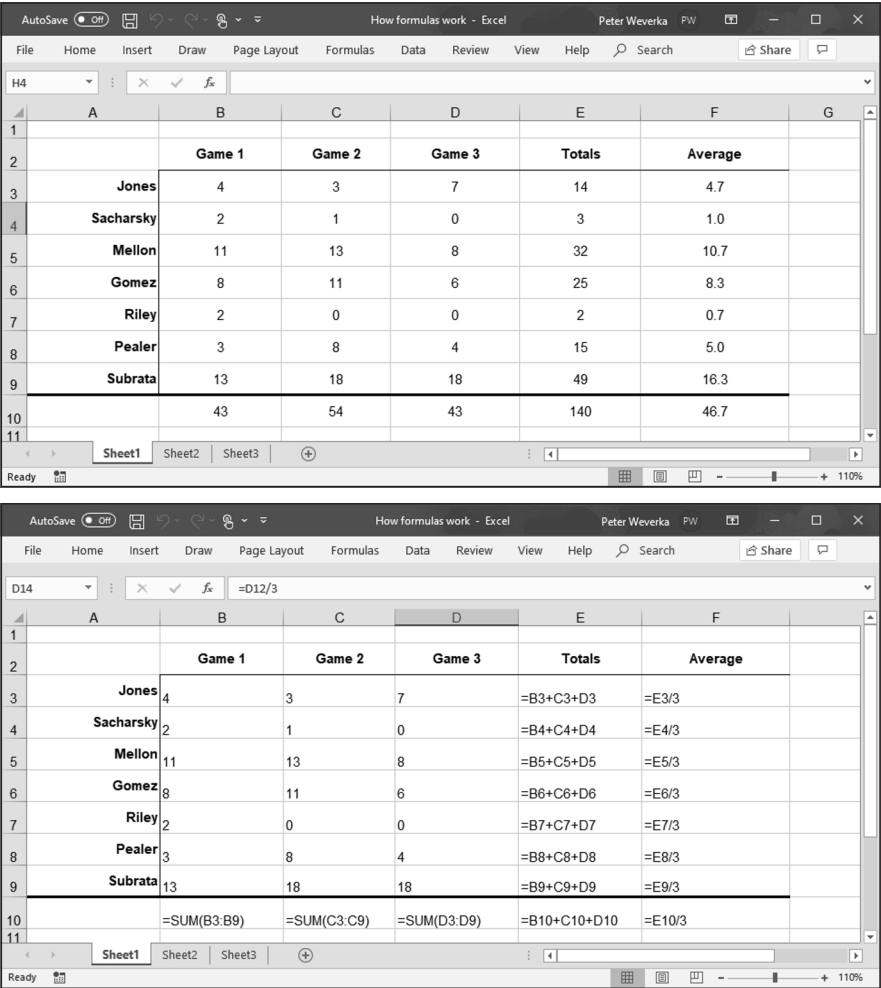 AutoSave Off How formulas work - Excel Peter Weverka PW
File Home Insert Draw Page Layout Formulas Data Review View Help Search Share
H4 fx
A B C D E F G
1
2 Game 1 Game 2 Game 3 Totals Average
3 Jones 4 3 7 14 4.7
4 Sacharsky 2 1 0 3 1.0
5 Mellon 11 13 8 32 10.7
6 Gomez 8 11 6 25 8.3
7 Riley 2 0 0 2 0.7
8 Pealer 3 8 4 15 5.0
9 Subrata 13 18 18 49 16.3
10 43 54 43 140 46.7
11
Sheet1 Sheet2 Sheet3
Ready 110%
AutoSave Off How formulas work - Excel Peter Weverka PW
File Home Insert Draw Page Layout Formulas Data Review View Help Search Share
D14 fx =D12/3
A B C D E F
1
2 Game 1 Game 2 Game 3 Totals Average
3 Jones 4 3 7 =B3+C3+D3 =E3/3
4 Sacharsky 2 1 0 =B4+C4+D4 =E4/3
5 Mellon 11 13 8 =B5+C5+D5 =E5/3
6 Gomez 8 11 6 =B6+C6+D6 =E6/3
7 Riley 2 0 0 =B7+C7+D7 =E7/3
8 Pealer 3 8 4 =B8+C8+D8 =E8/3
9 Subrata 13 18 18 =B9+C9+D9 =E9/3
10 =SUM(B3:B9) =SUM(C3:C9) =SUM(D3:D9) =B10+C10+D10 =E10/3
11
Sheet1 Sheet2 Sheet3
Ready 110%